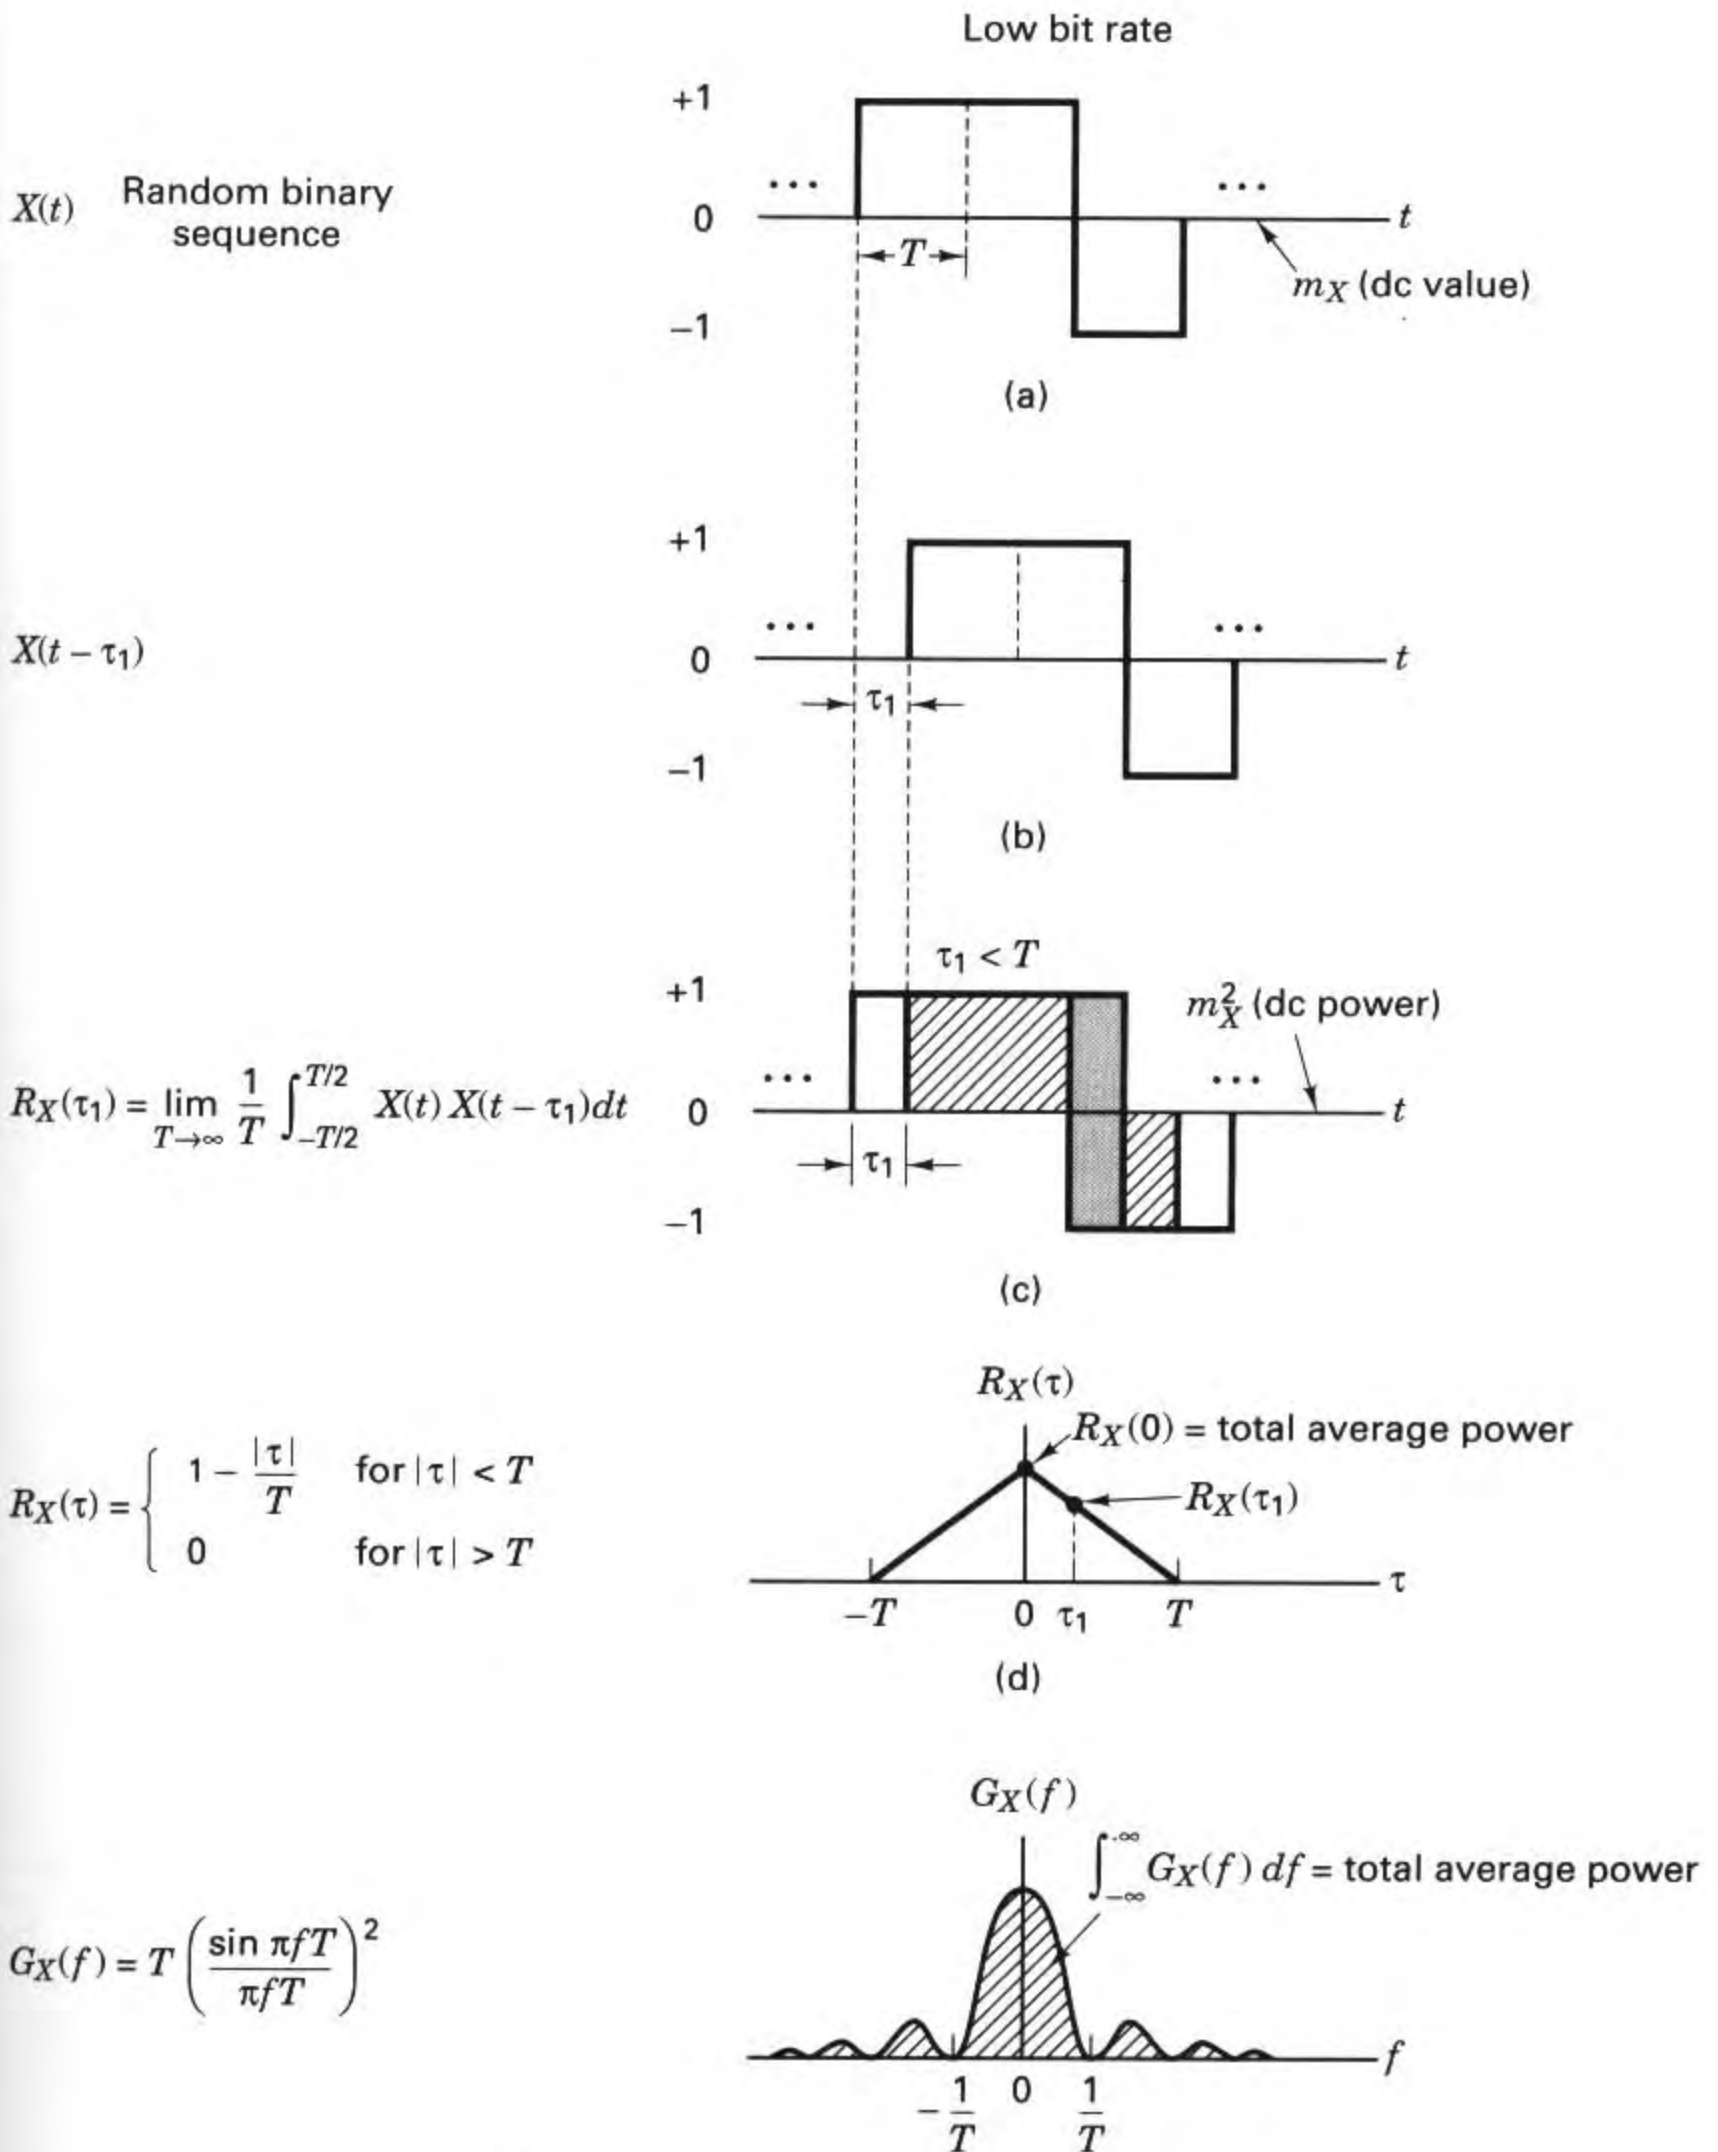 Low bit rate
+1
X(t) Random binary sequence
... ...
0 t
T
m_X (dc value)
−1
(a)
+1
X(t − τ₁)
... ...
0 t
τ₁
−1
(b)
τ₁ < T
+1
m_X² (dc power)
... ...
R_X(τ₁) = lim_{T→∞} 1/T ∫_{−T/2}^{T/2} X(t) X(t − τ₁)dt
0 t
τ₁
−1
(c)
R_X(τ)
R_X(0) = total average power
R_X(τ) = { 1 − |τ|/T for |τ| < T
0 for |τ| > T
R_X(τ₁)
τ
−T 0 τ₁ T
(d)
G_X(f)
∫_{−∞}^{∞} G_X(f) df = total average power
G_X(f) = T (sin πfT / πfT)²
f
−1/T 0 1/T